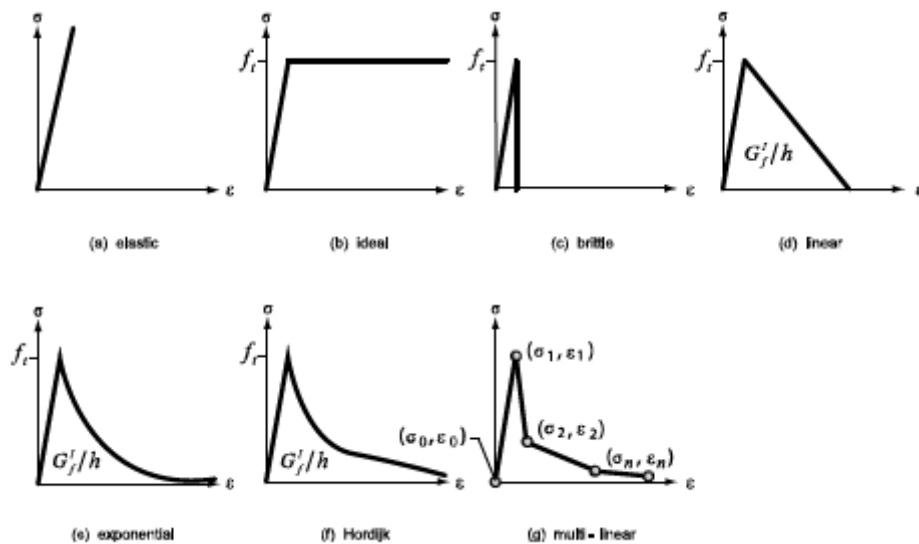 σ
f_t
ε
(a) elastic
σ
f_t
ε
(b) ideal
σ
f_t
ε
(c) brittle
σ
f_t
G_f^I/h
ε
(d) linear
σ
f_t
G_f^I/h
ε
(e) exponential
σ
f_t
G_f^I/h
ε
(f) Hordijk
σ
(σ_1, ε_1)
(σ_0, ε_0)
(σ_2, ε_2)
(σ_n, ε_n)
ε
(g) multi - linear